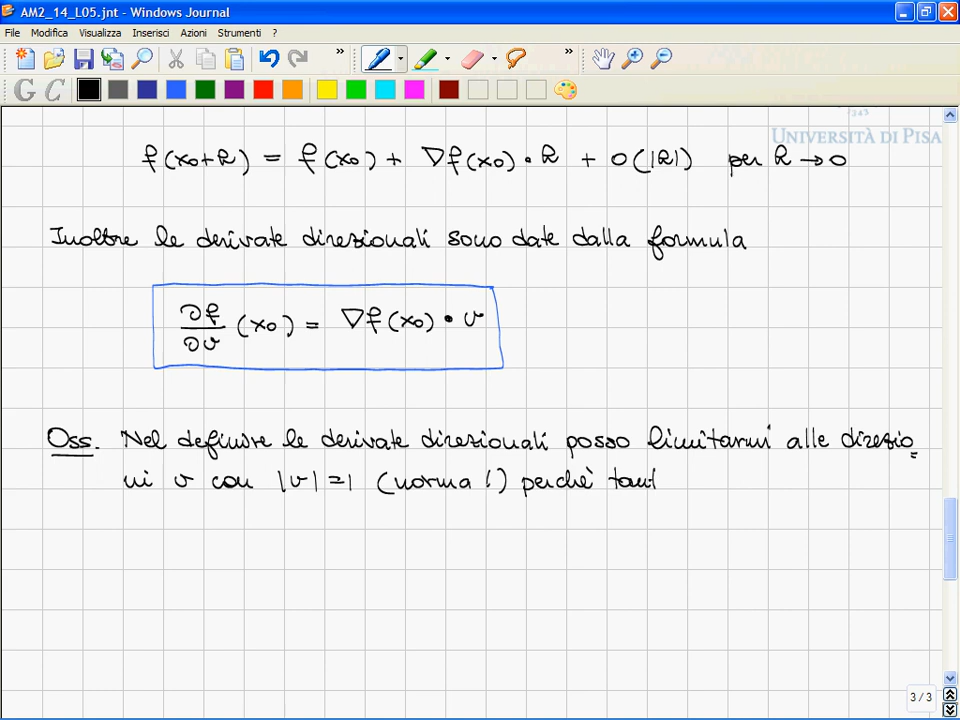 AM2_14_L05.jnt - Windows Journal
File Modifica Visualizza Inserisci Azioni Strumenti ?
1343
UNIVERSITÀ DI PISA
f(x0+h) = f(x0) + ∇f(x0)·h + o(|h|) per h → 0
Inoltre le derivate direzionali sono date dalla formula
∂f/∂v (x0) = ∇f(x0)·v
Oss. Nel definire le derivate direzionali posso limitarmi alle direzio=
ni v con |v|=1 (norma 1) perchè tant
3 / 3